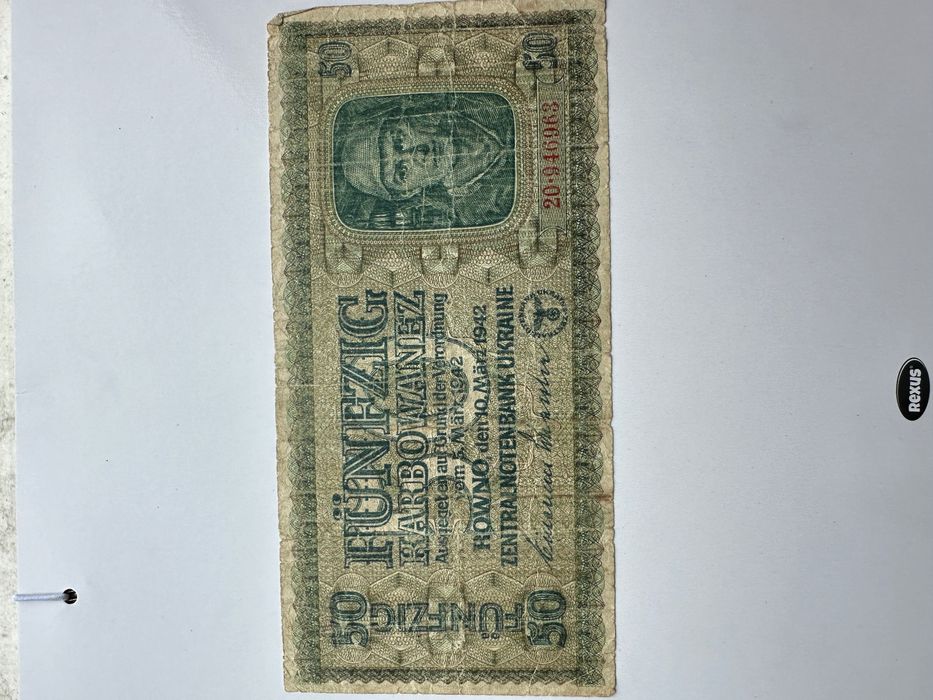 50
50
FÜNFZIG
KARBOWANEZ
Ausgegeben auf Grund der Verordnung
vom 5. März 1942
ROWNO den 10. März 1942
ZENTRALNOTENBANK UKRAINE
20·946963
50
FÜNFZIG
50
Rexus